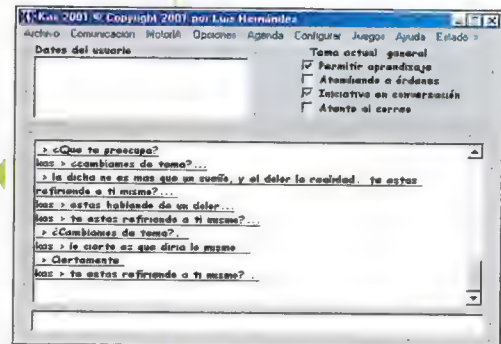 Kas 2001 © Copyright 2001 por Luis Hernández
Archivo Comunicacion MotorIA Opciones Agenda Configurar Juegos Ayuda Estado >
Datos del usuario
Tema actual general
Permitir aprendizaje
Atendiendo a órdenes
Iniciativa en conversación
Atento al correo
> ¿Que te preocupa?
kas > ¿cambiamos de tema?...
> la dicha no es mas que un sueño, y el dolor la realidad. te estas
refiriendo a ti mismo?...
kas > estas hablando de un dolor...
kas > te estas refiriendo a ti mismo?...
> ¿Cambiamos de tema?.
kas > lo cierto es que diria lo mismo
> Ciertamente
kas > te estas refiriendo a ti mismo? .